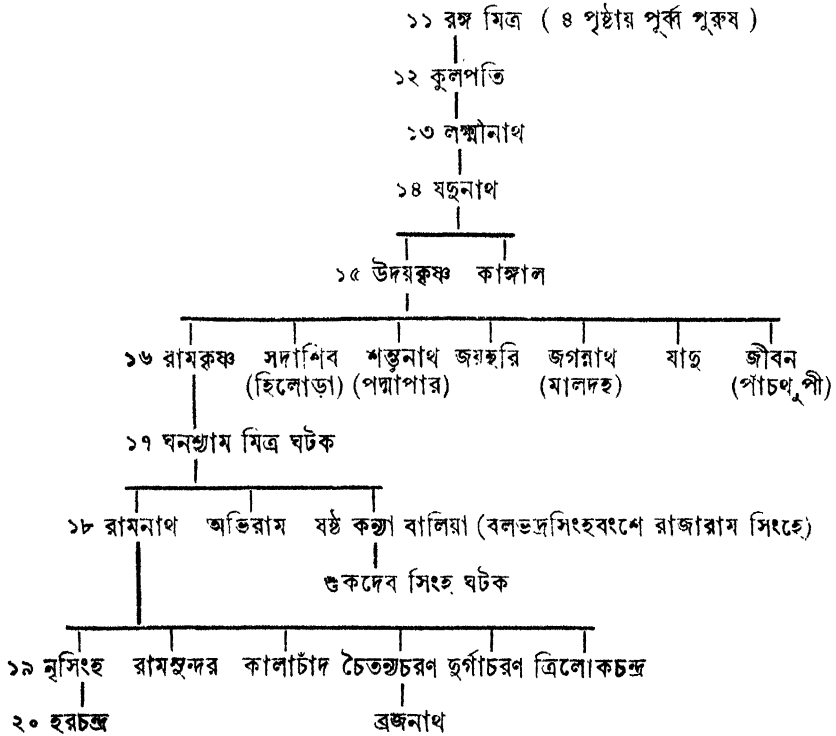 ১১ রঙ্গ মিত্র ( ৪ পৃষ্ঠায় পূর্ব্ব পুরুষ )
১২ কুলপতি
১৩ লক্ষ্মীনাথ
১৪ যদুনাথ
১৫ উদয়কৃষ্ণ কাঙ্গাল
১৬ রামকৃষ্ণ সদাশিব শম্ভুনাথ জয়হরি জগন্নাথ যাদু জীবন
(হিলোড়া) (পদ্মাপার) (মালদহ) (পাঁচথুপী)
১৭ ঘনশ্যাম মিত্র ঘটক
১৮ রামনাথ অভিরাম ষষ্ঠ কন্যা বালিয়া (বলভদ্রসিংহবংশে রাজারাম সিংহে)
শুকদেব সিংহ ঘটক
১৯ নৃসিংহ রামসুন্দর কালাচাঁদ চৈতন্যচরণ দুর্গাচরণ ত্রিলোকচন্দ্র
২০ হরচন্দ্র ব্রজনাথ